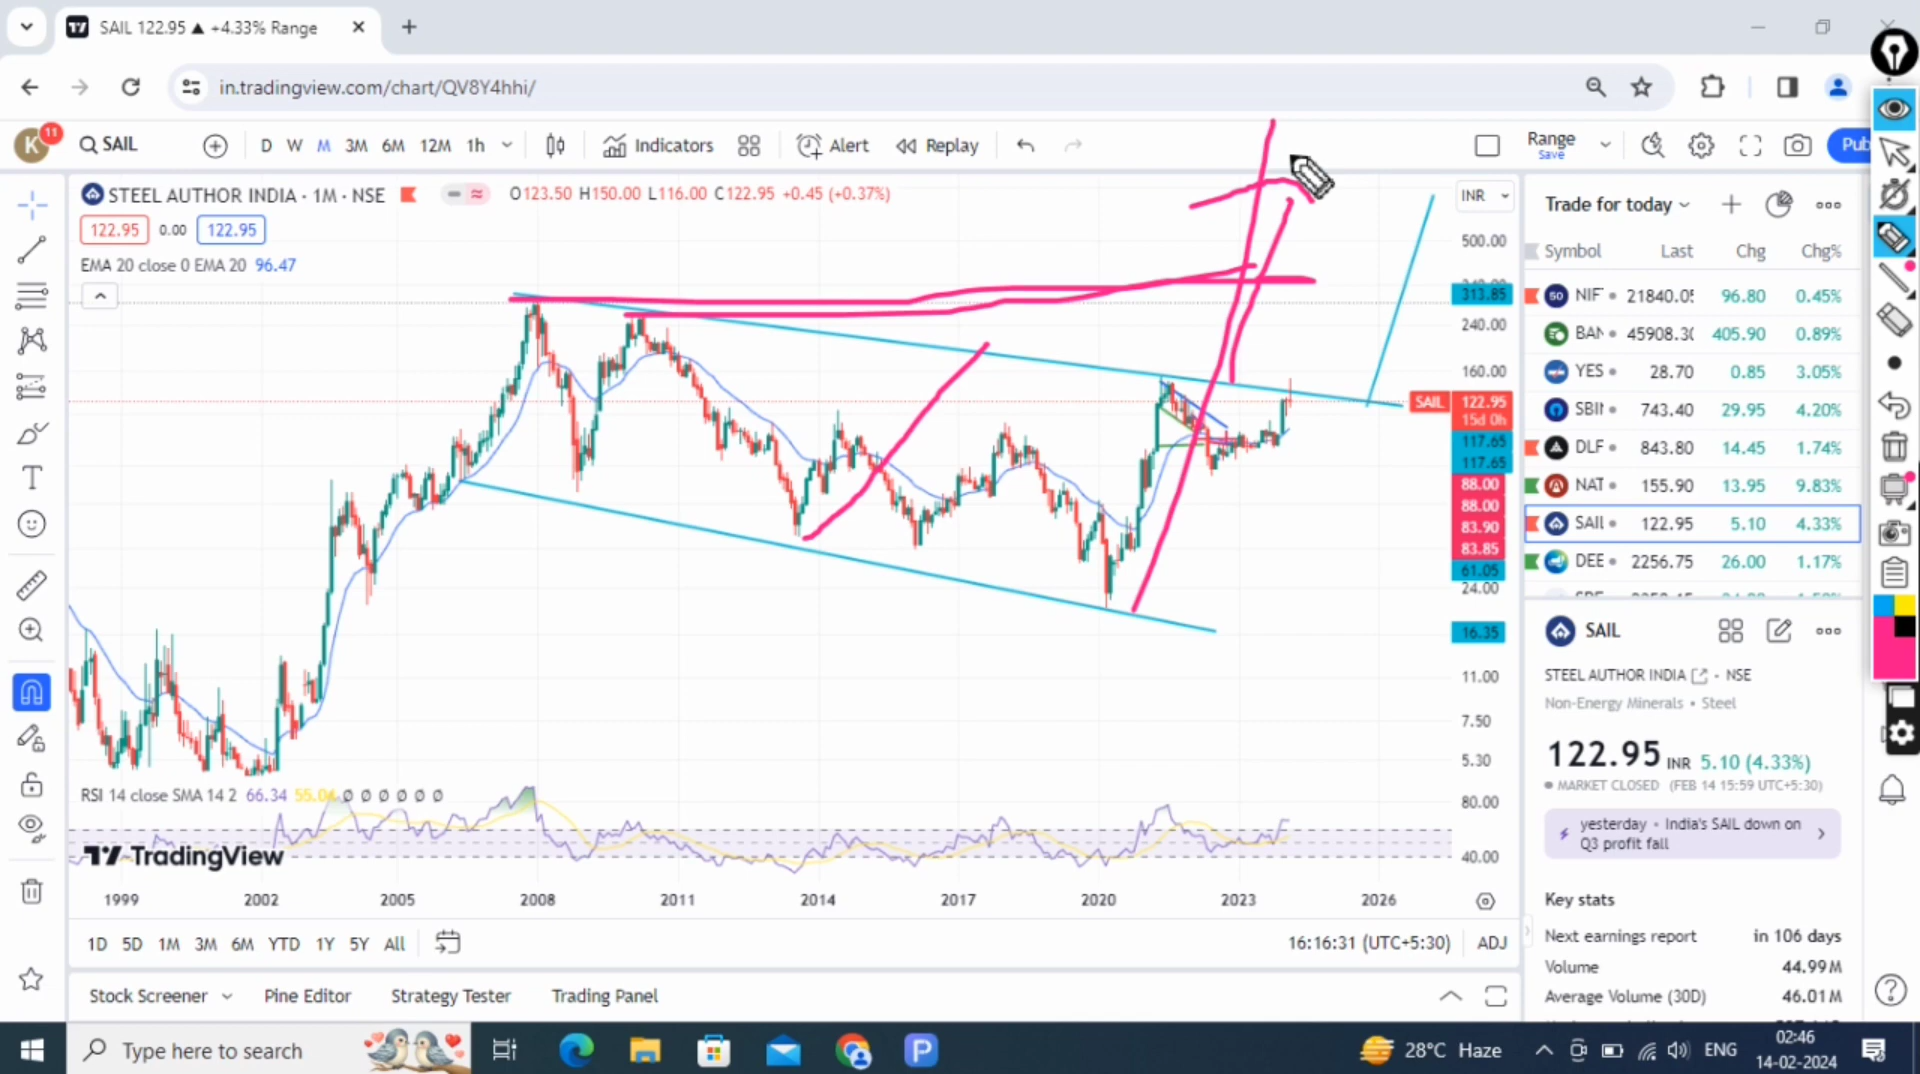 SAIL 122.95 ▲ +4.33% Range
in.tradingview.com/chart/QV8Y4hhi/
K 11 SAIL D W M 3M 6M 12M 1h Indicators Alert Replay Range Save Pub
STEEL AUTHOR INDIA · 1M · NSE O123.50 H150.00 L116.00 C122.95 +0.45 (+0.37%) INR
122.95 0.00 122.95
EMA 20 close 0 EMA 20 96.47
500.00
313.85
240.00
160.00
SAIL 122.95
15d 0h
117.65
117.65
88.00
88.00
83.90
83.85
61.05
24.00
16.35
11.00
7.50
5.30
RSI 14 close SMA 14 2 66.34 55.04 Ø Ø Ø Ø Ø Ø
80.00
40.00
TradingView
1999 2002 2005 2008 2011 2014 2017 2020 2023 2026
1D 5D 1M 3M 6M YTD 1Y 5Y All 16:16:31 (UTC+5:30) ADJ
Stock Screener Pine Editor Strategy Tester Trading Panel
Trade for today
Symbol Last Chg Chg%
50 NIF 21840.05 96.80 0.45%
BAN 45908.30 405.90 0.89%
YES 28.70 0.85 3.05%
SBI 743.40 29.95 4.20%
DLF 843.80 14.45 1.74%
NAT 155.90 13.95 9.83%
SAIL 122.95 5.10 4.33%
DEE 2256.75 26.00 1.17%
SAIL
STEEL AUTHOR INDIA · NSE
Non-Energy Minerals • Steel
122.95 INR 5.10 (4.33%)
MARKET CLOSED (FEB 14 15:59 UTC+5:30)
yesterday • India's SAIL down on
Q3 profit fall
Key stats
Next earnings report in 106 days
Volume 44.99M
Average Volume (30D) 46.01M
Type here to search 28°C Haze ENG 02:46
14-02-2024